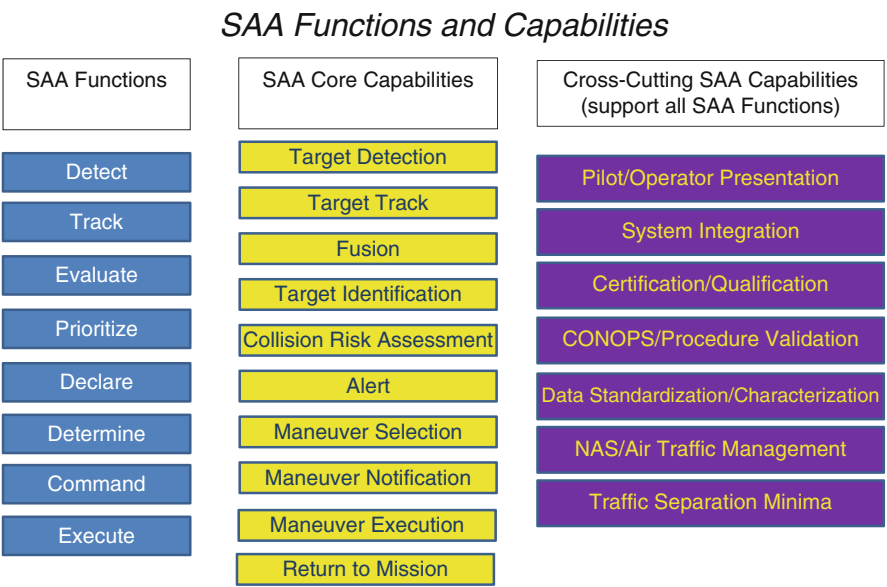 SAA Functions and Capabilities
SAA Functions
Detect
Track
Evaluate
Prioritize
Declare
Determine
Command
Execute
SAA Core Capabilities
Target Detection
Target Track
Fusion
Target Identification
Collision Risk Assessment
Alert
Maneuver Selection
Maneuver Notification
Maneuver Execution
Return to Mission
Cross-Cutting SAA Capabilities
(support all SAA Functions)
Pilot/Operator Presentation
System Integration
Certification/Qualification
CONOPS/Procedure Validation
Data Standardization/Characterization
NAS/Air Traffic Management
Traffic Separation Minima